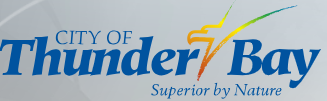 CITY OF
Thunder Bay
Superior by Nature